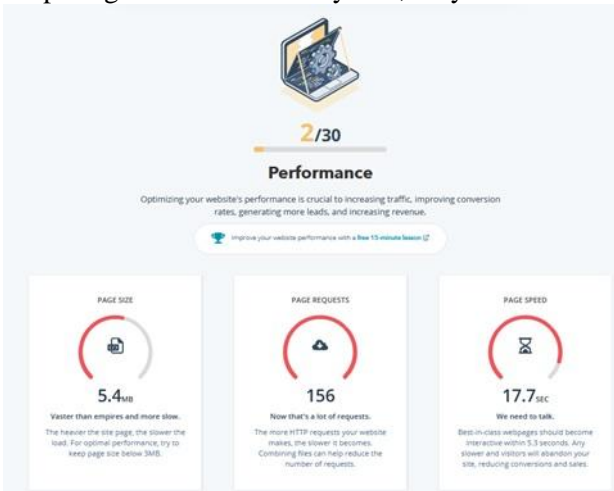 2/30
Performance
Optimizing your website's performance is crucial to increasing traffic, improving conversion
rates, generating more leads, and increasing revenue.
Improve your website performance with a free 15-minute lesson
PAGE SIZE
5.4MB
Vaster than empires and more slow.
The heavier the site page, the slower the
load. For optimal performance, try to
keep page size below 3MB.
PAGE REQUESTS
156
Now that's a lot of requests.
The more HTTP requests your website
makes, the slower it becomes.
Combining files can help reduce the
number of requests.
PAGE SPEED
17.7SEC
We need to talk.
Best-in-class webpages should become
interactive within 5.3 seconds. Any
slower and visitors will abandon your
site, reducing conversions and sales.